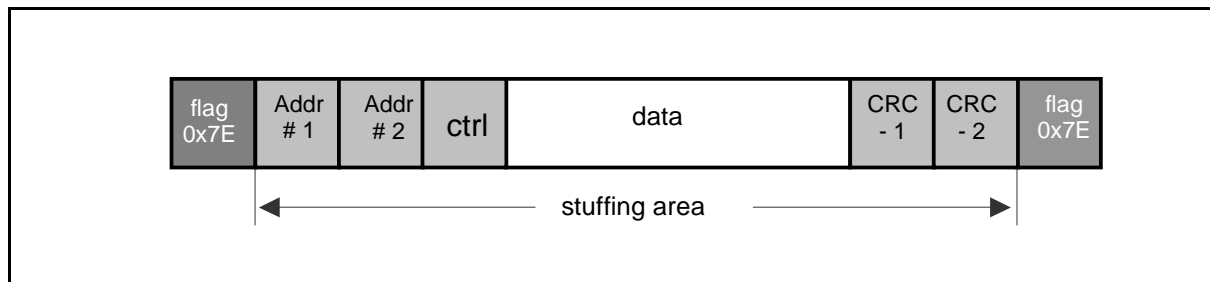 flag
0x7E
Addr
# 1
Addr
# 2
ctrl
data
CRC
- 1
CRC
- 2
flag
0x7E
stuffing area